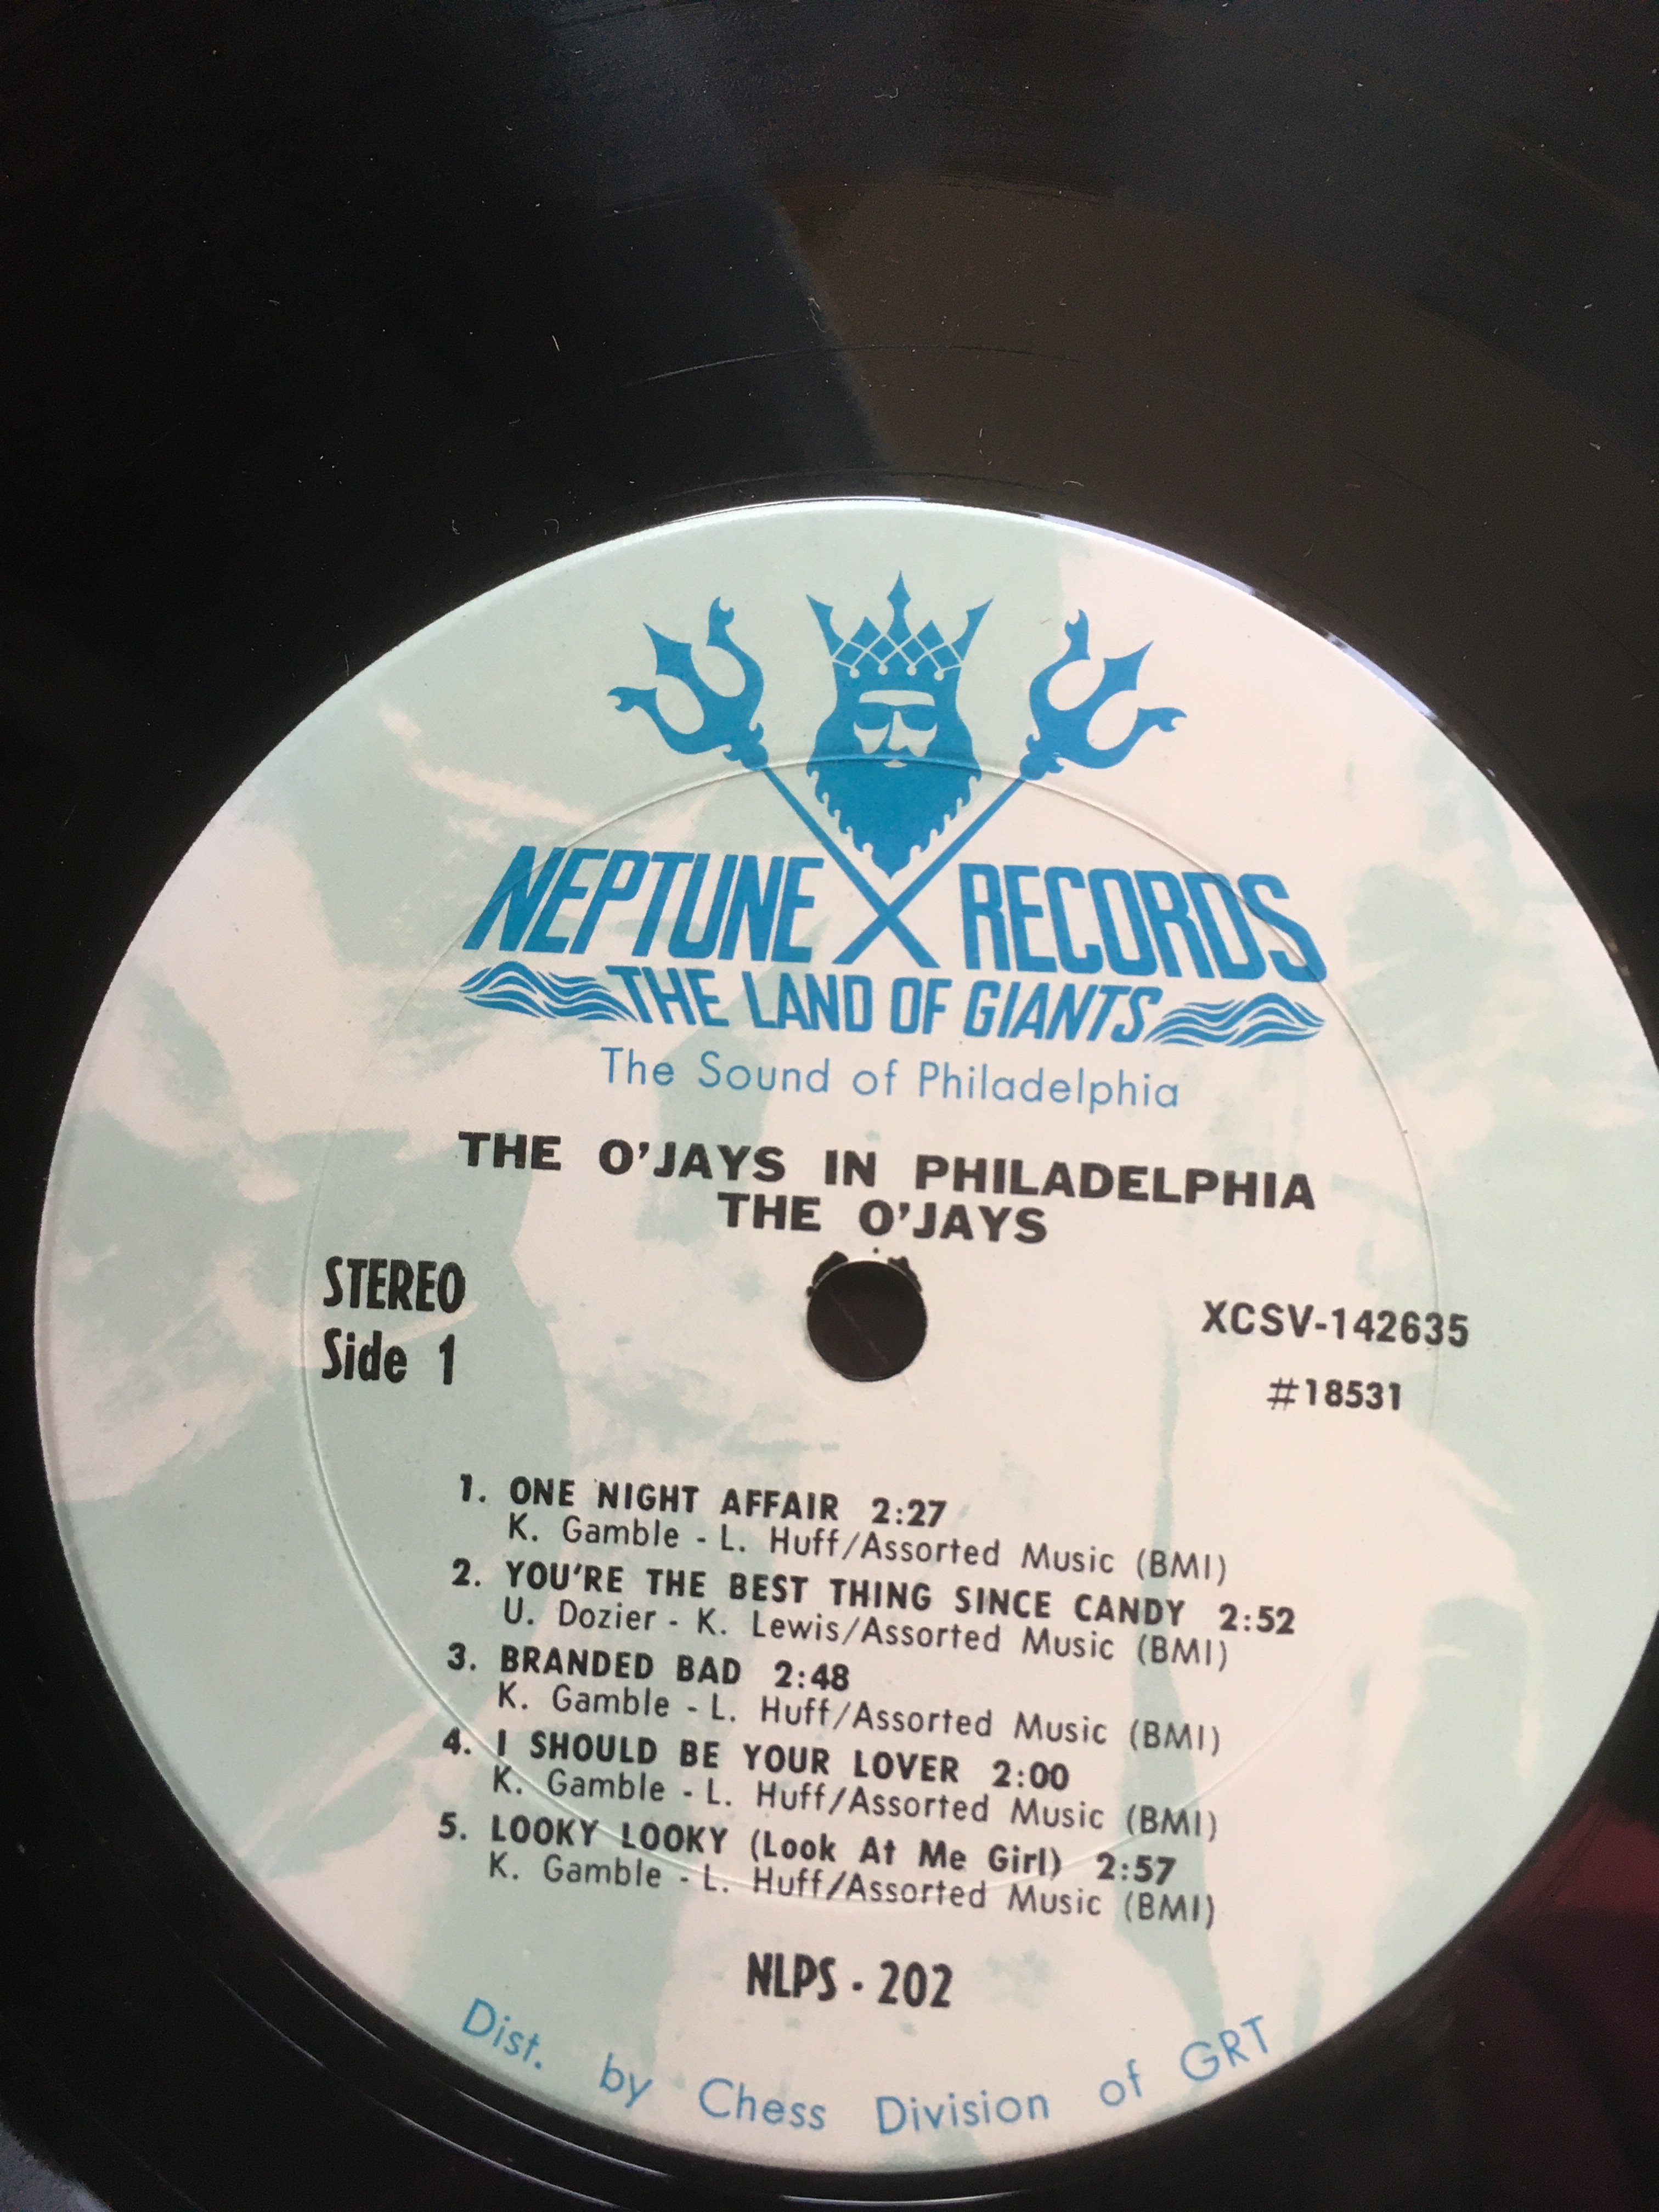 NEPTUNE RECORDS
THE LAND OF GIANTS
The Sound of Philadelphia
THE O'JAYS IN PHILADELPHIA
THE O'JAYS
STEREO
Side 1
XCSV-142635
#18531
1. ONE NIGHT AFFAIR 2:27
K. Gamble - L. Huff/Assorted Music (BMI)
2. YOU'RE THE BEST THING SINCE CANDY 2:52
U. Dozier - K. Lewis/Assorted Music (BMI)
3. BRANDED BAD 2:48
K. Gamble - L. Huff/Assorted Music (BMI)
4. I SHOULD BE YOUR LOVER 2:00
K. Gamble - L. Huff/Assorted Music (BMI)
5. LOOKY LOOKY (Look At Me Girl) 2:57
K. Gamble - L. Huff/Assorted Music (BMI)
NLPS - 202
Dist. by Chess Division of GRT